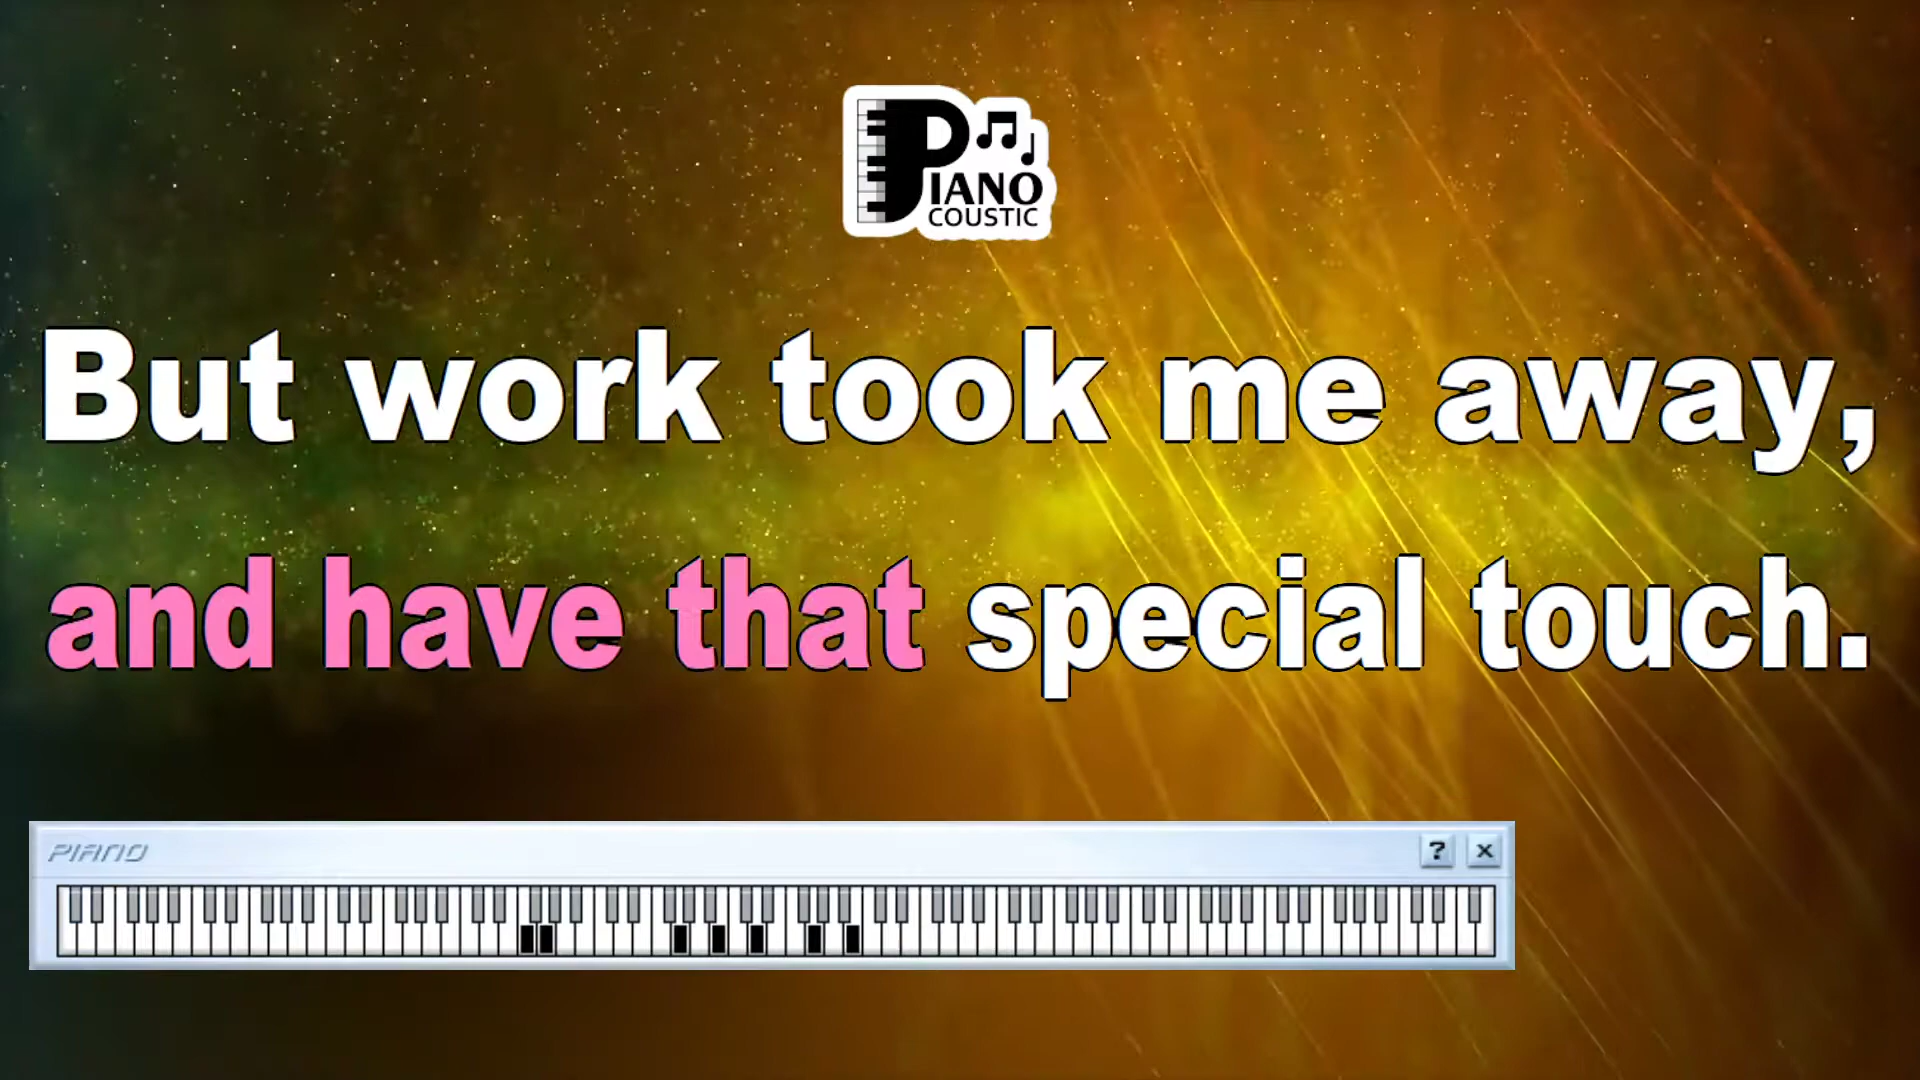 PIANO
COUSTIC
But work took me away,
and have that special touch.
PIANO
? x